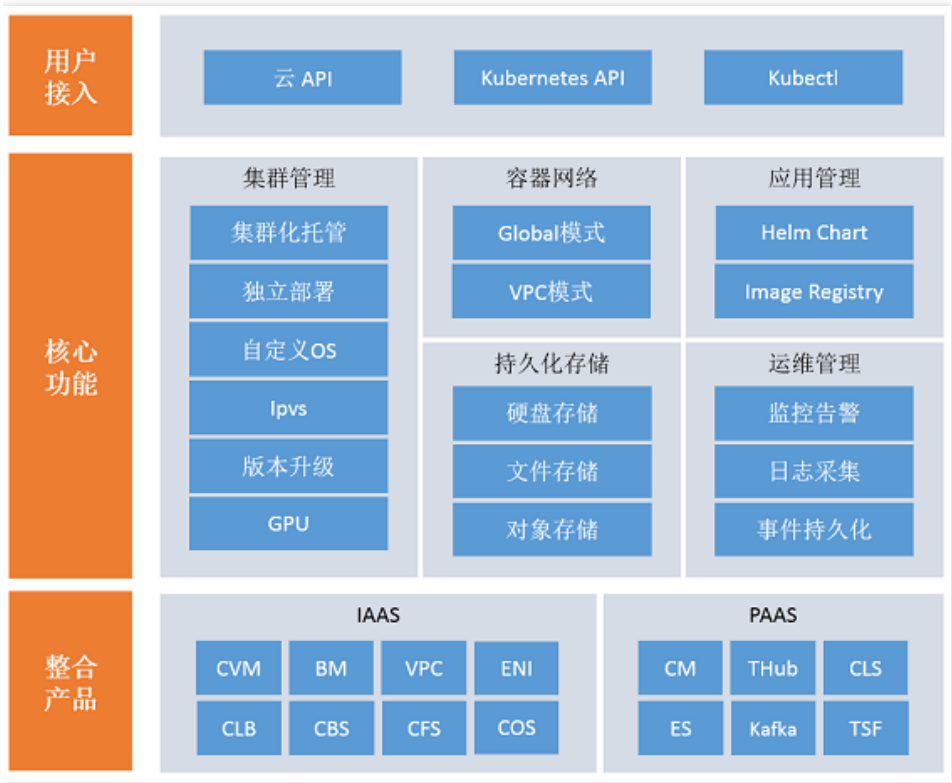 用户
接入
云 API
Kubernetes API
Kubectl
核心
功能
集群管理
集群化托管
独立部署
自定义OS
Ipvs
版本升级
GPU
容器网络
Global模式
VPC模式
应用管理
Helm Chart
Image Registry
持久化存储
硬盘存储
文件存储
对象存储
运维管理
监控告警
日志采集
事件持久化
整合
产品
IAAS
CVM
BM
VPC
ENI
CLB
CBS
CFS
COS
PAAS
CM
THub
CLS
ES
Kafka
TSF